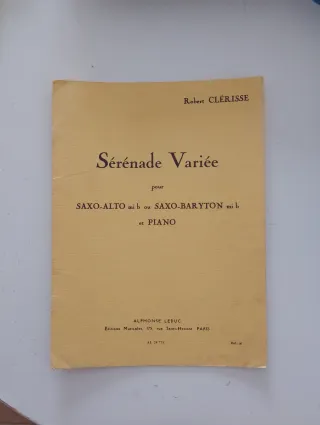 Robert CLÉRISSE
Sérénade Variée
pour
SAXO-ALTO mi b ou SAXO-BARYTON mi b
et PIANO
ALPHONSE LEDUC
Éditions Musicales, 175, rue Saint-Honoré PARIS